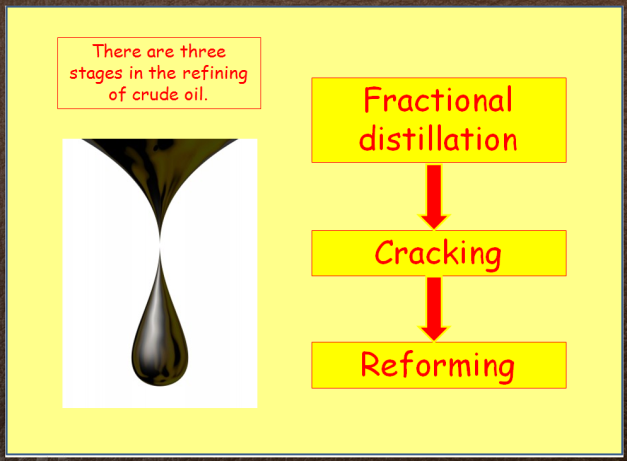 There are three
stages in the refining
of crude oil.
Fractional
distillation
Cracking
Reforming